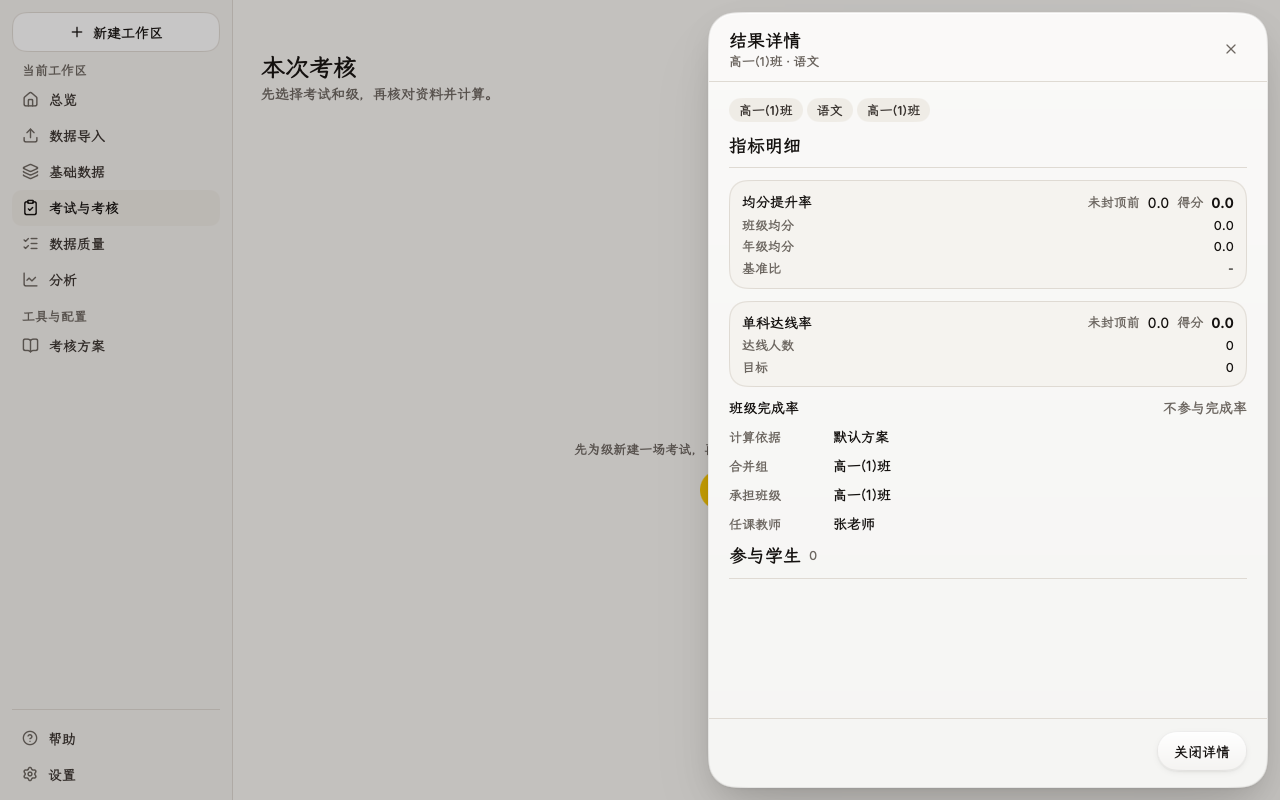 新建工作区
当前工作区
总览
数据导入
基础数据
考试与考核
数据质量
分析
工具与配置
考核方案
帮助
设置
本次考核
先选择考试和级，再核对资料并计算。
先为级新建一场考试，
结果详情
高一(1)班 · 语文
高一(1)班 语文 高一(1)班
指标明细
均分提升率 未封顶前 0.0 得分 0.0
班级均分 0.0
年级均分 0.0
基准比 -
单科达线率 未封顶前 0.0 得分 0.0
达线人数 0
目标 0
班级完成率 不参与完成率
计算依据 默认方案
合并组 高一(1)班
承担班级 高一(1)班
任课教师 张老师
参与学生 0
关闭详情